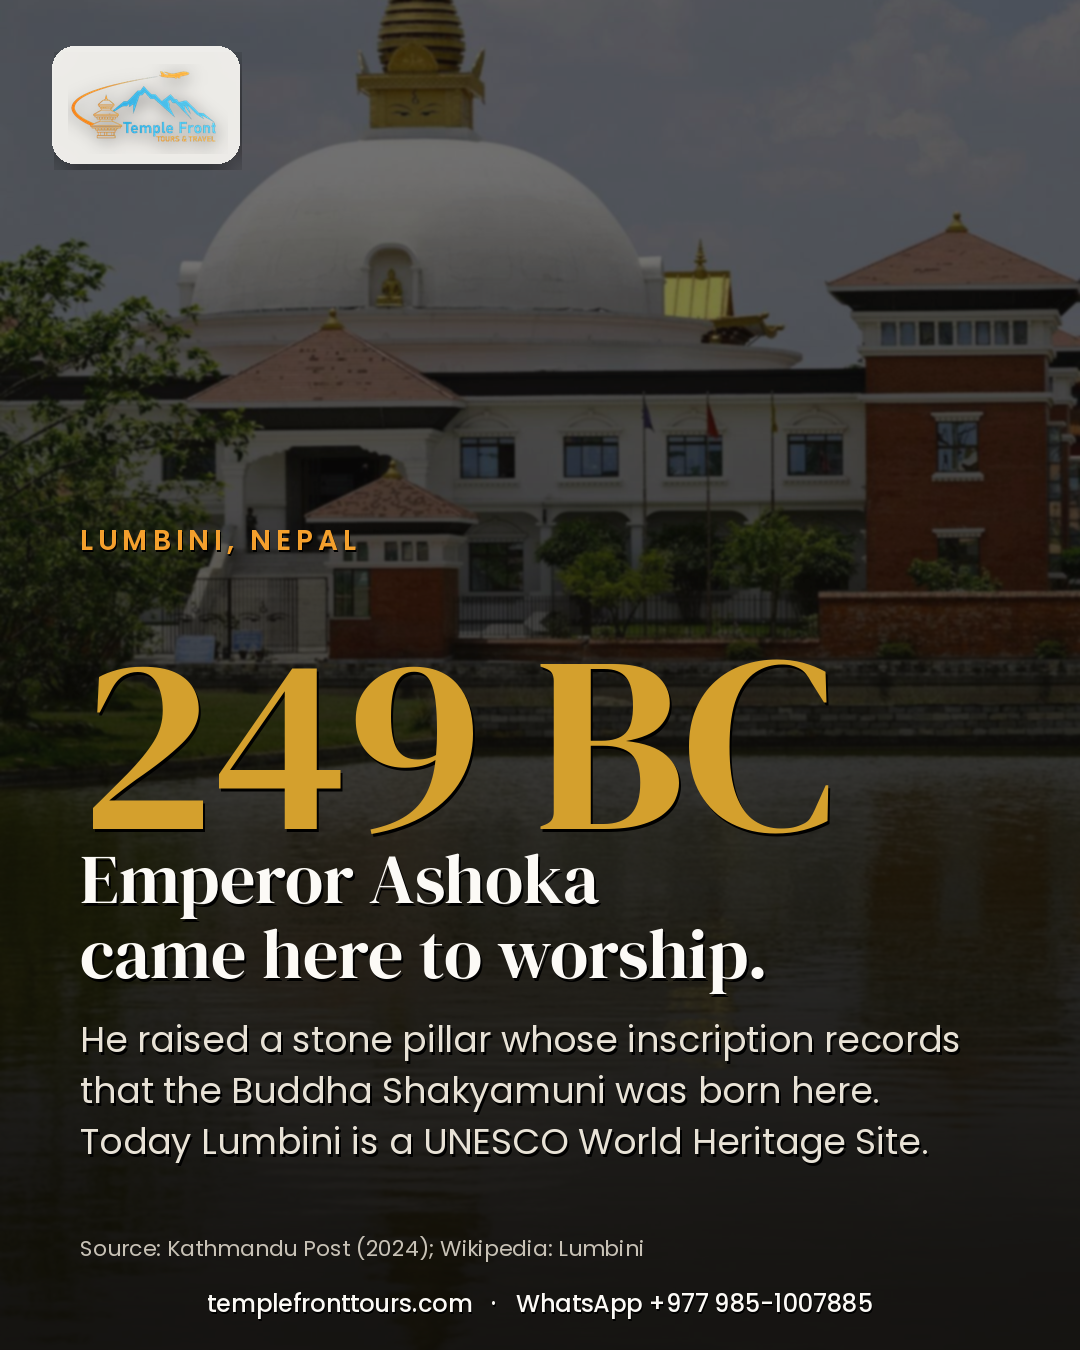 Temple Front
TOURS & TRAVEL
LUMBINI, NEPAL
249 BC
Emperor Ashoka
came here to worship.
He raised a stone pillar whose inscription records
that the Buddha Shakyamuni was born here.
Today Lumbini is a UNESCO World Heritage Site.
Source: Kathmandu Post (2024); Wikipedia: Lumbini
templefronttours.com · WhatsApp +977 985-1007885